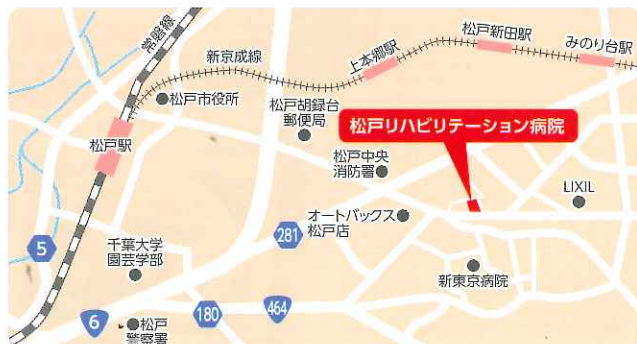 常磐線
新京成線
上本郷駅
松戸新田駅
みのり台駅
松戸市役所
松戸胡録台
郵便局
松戸リハビリテーション病院
松戸駅
松戸中央
消防署
LIXIL
オートバックス
松戸店
5
千葉大学
園芸学部
281
新東京病院
6
180
464
松戸
警察署